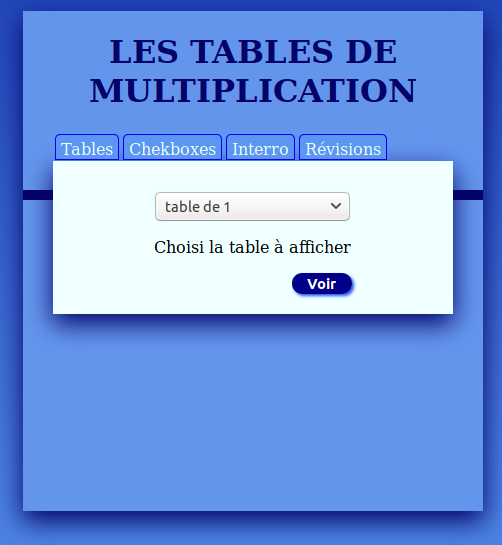 LES TABLES DE
MULTIPLICATION
Tables Chekboxes Interro Révisions
table de 1
Choisi la table à afficher
Voir